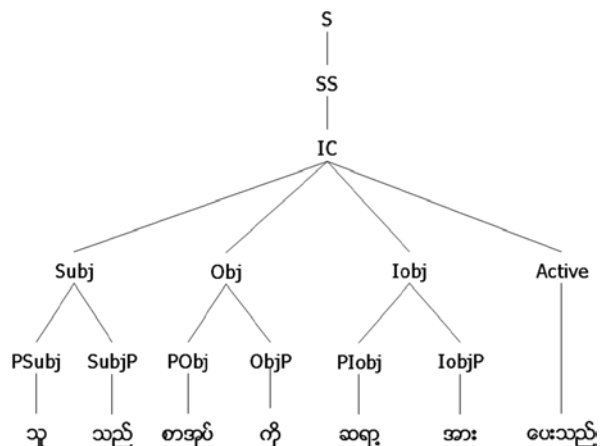 S
SS
IC
Subj Obj Iobj Active
PSubj SubjP PObj ObjP PIobj IobjP
သူ သည် စာအုပ် ကို ဆရာ့ အား ပေးသည်